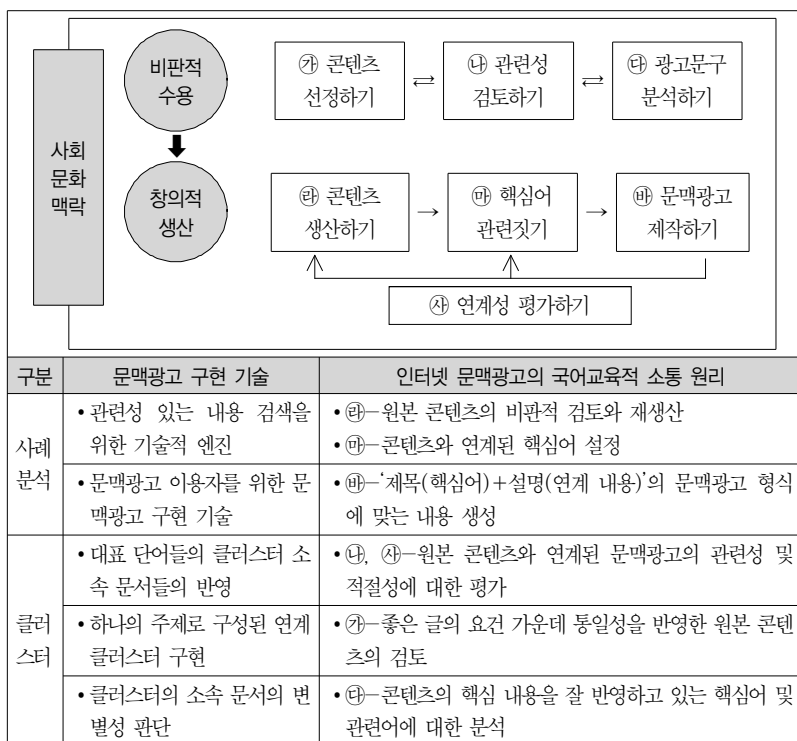 사회
문화
맥락
비판적
수용
㉮ 콘텐츠
선정하기
⇄
㉯ 관련성
검토하기
⇄
㉰ 광고문구
분석하기
창의적
생산
㉱ 콘텐츠
생산하기
→
㉲ 핵심어
관련짓기
→
㉳ 문맥광고
제작하기
㉴ 연계성 평가하기
구분 문맥광고 구현 기술 인터넷 문맥광고의 국어교육적 소통 원리
사례
분석
• 관련성 있는 내용 검색을
위한 기술적 엔진
• ㉱―원본 콘텐츠의 비판적 검토와 재생산
• ㉲―콘텐츠와 연계된 핵심어 설정
• 문맥광고 이용자를 위한 문
맥광고 구현 기술
• ㉳―‘제목(핵심어)+설명(연계 내용)’의 문맥광고 형식
에 맞는 내용 생성
클러
스터
• 대표 단어들의 클러스터 소
속 문서들의 반영
• ㉯, ㉴―원본 콘텐츠와 연계된 문맥광고의 관련성 및
적절성에 대한 평가
• 하나의 주제로 구성된 연계
클러스터 구현
• ㉮―좋은 글의 요건 가운데 통일성을 반영한 원본 콘텐
츠의 검토
• 클러스터의 소속 문서의 변
별성 판단
• ㉰―콘텐츠의 핵심 내용을 잘 반영하고 있는 핵심어 및
관련어에 대한 분석